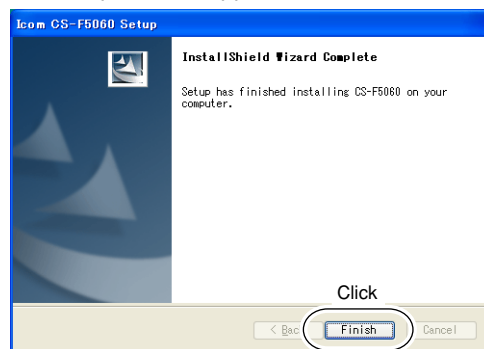 Icom CS-F5060 Setup
InstallShield Wizard Complete
Setup has finished installing CS-F5060 on your
computer.
Click
< Bac
Finish
Cancel